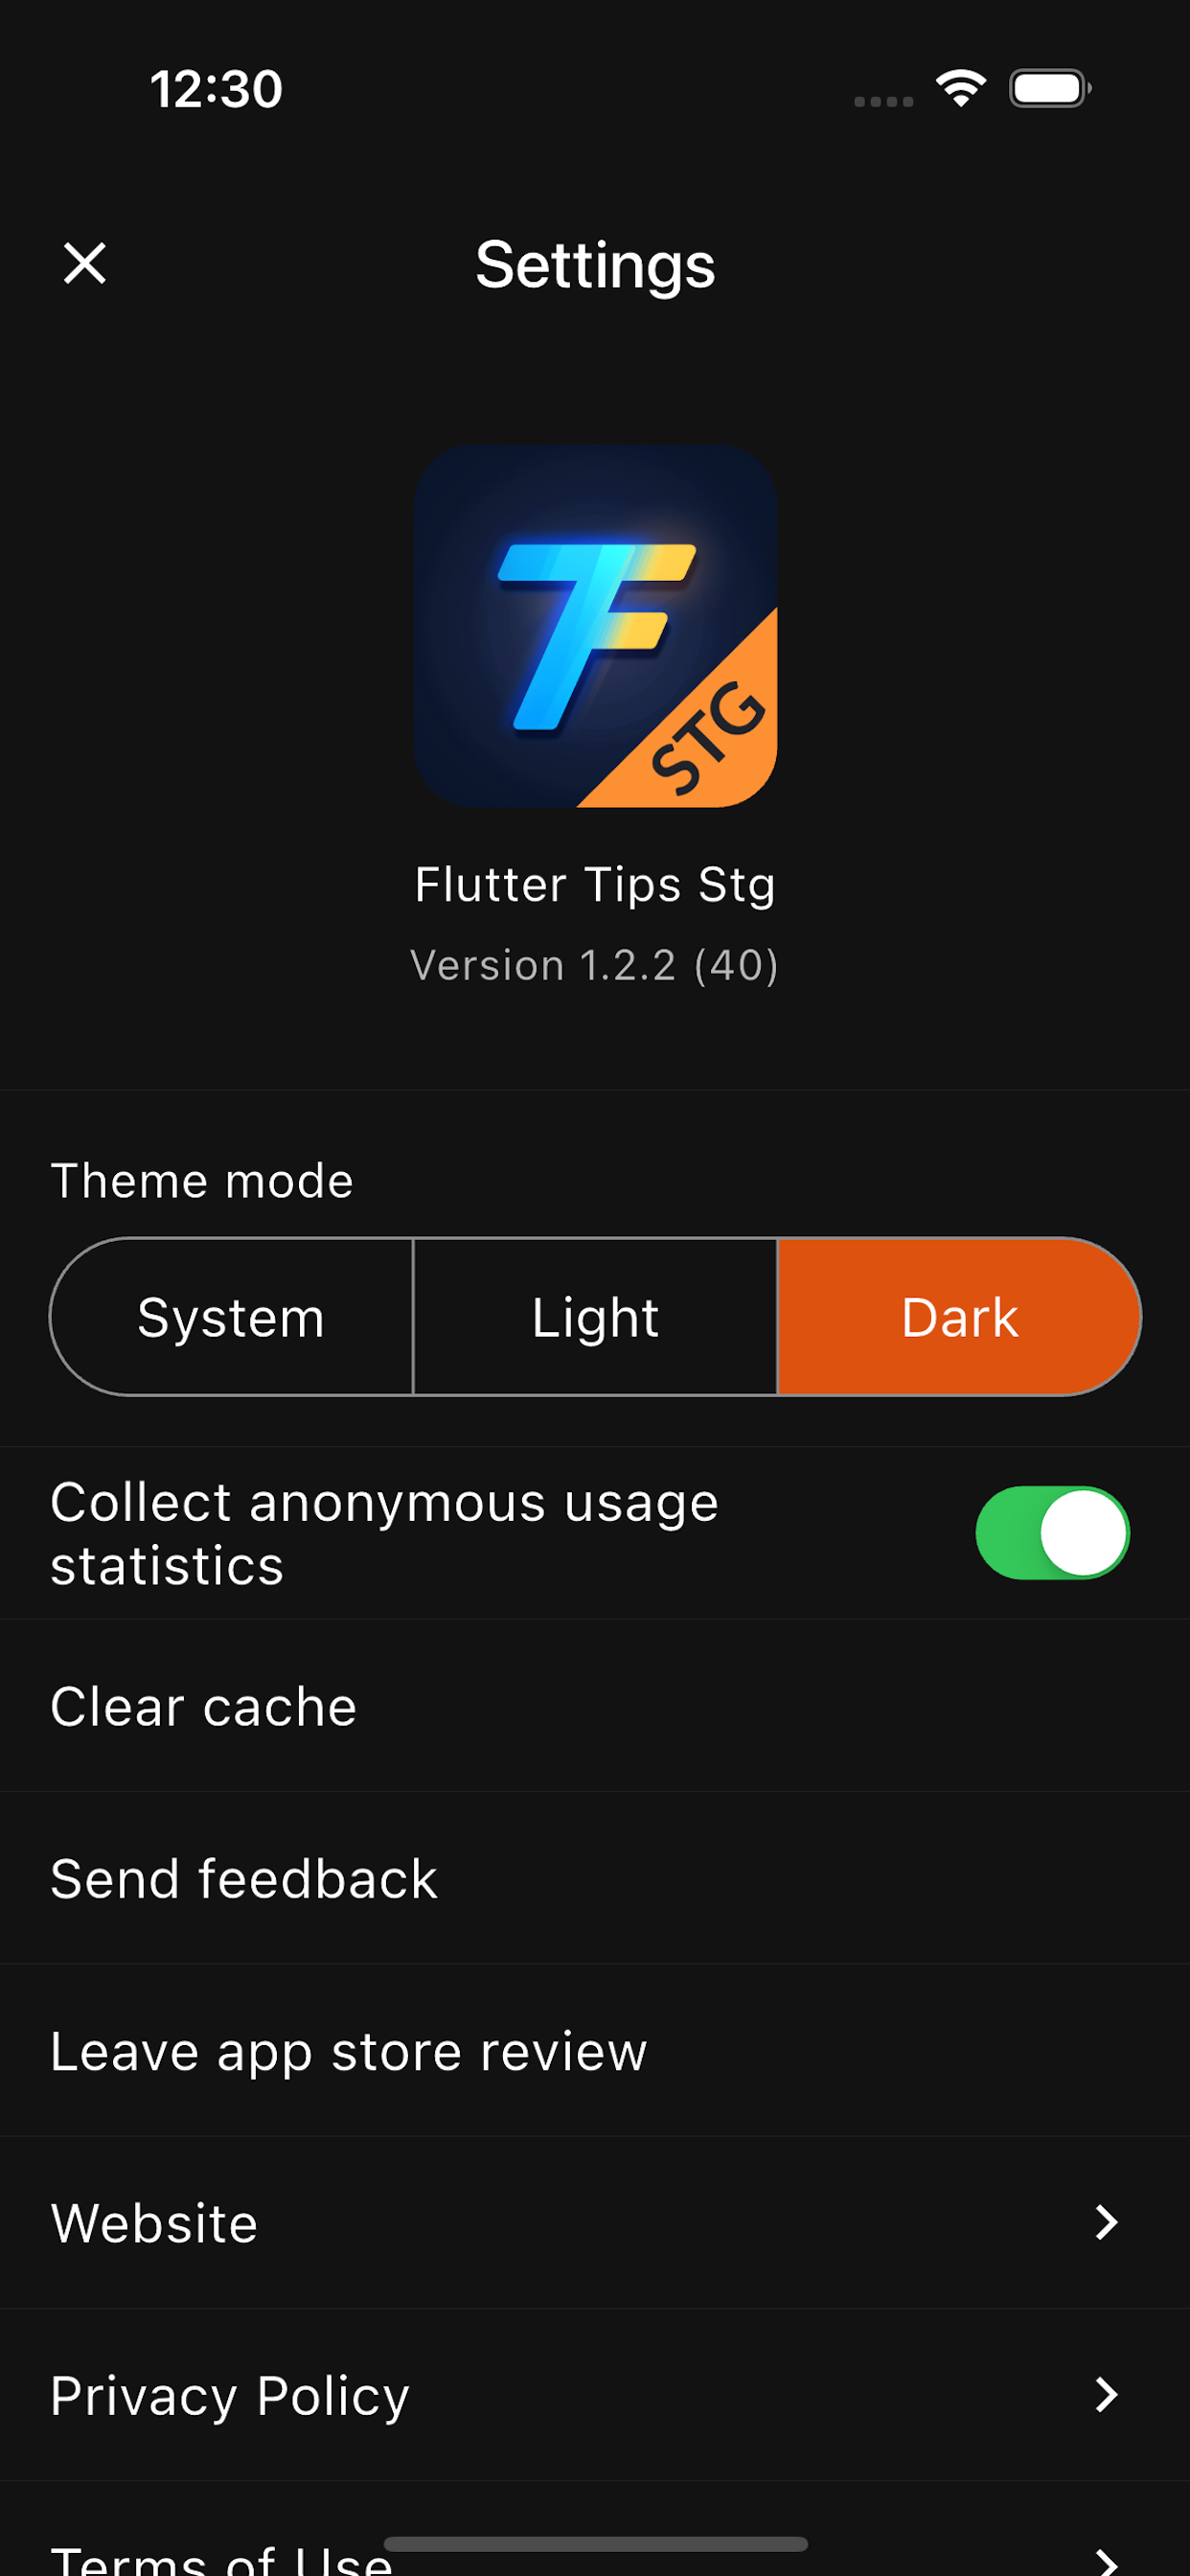 12:30
Settings
TF
STG
Flutter Tips Stg
Version 1.2.2 (40)
Theme mode
System
Light
Dark
Collect anonymous usage
statistics
Clear cache
Send feedback
Leave app store review
Website
Privacy Policy
Terms of Use